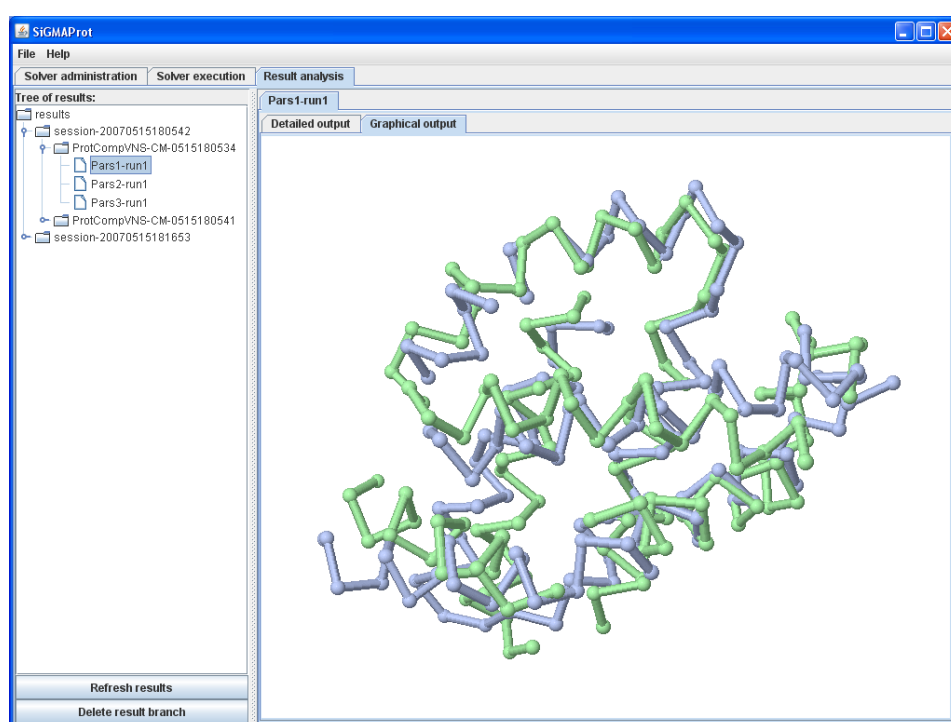 SiGMAProt
File Help
Solver administration Solver execution Result analysis
Tree of results:
results
session-20070515180542
ProtCompVNS-CM-0515180534
Pars1-run1
Pars2-run1
Pars3-run1
ProtCompVNS-CM-0515180541
session-20070515181653
Refresh results
Delete result branch
Pars1-run1
Detailed output Graphical output